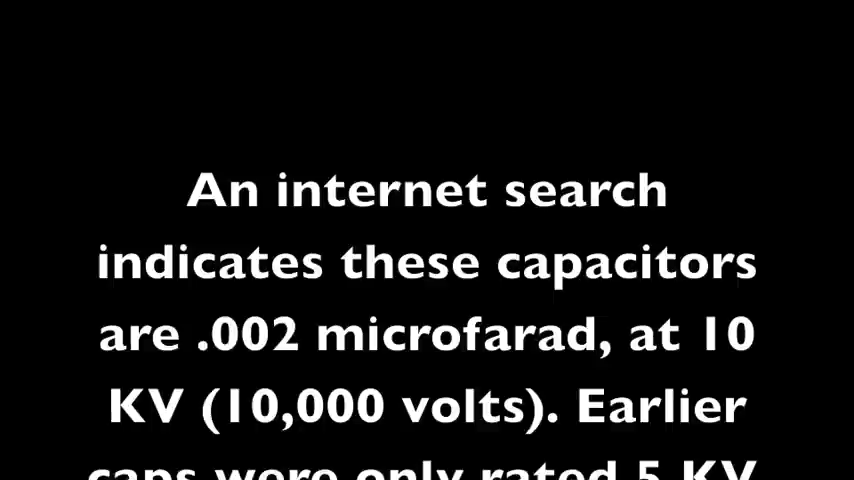 An internet search
indicates these capacitors
are .002 microfarad, at 10
KV (10,000 volts). Earlier
caps were only rated 5 KV